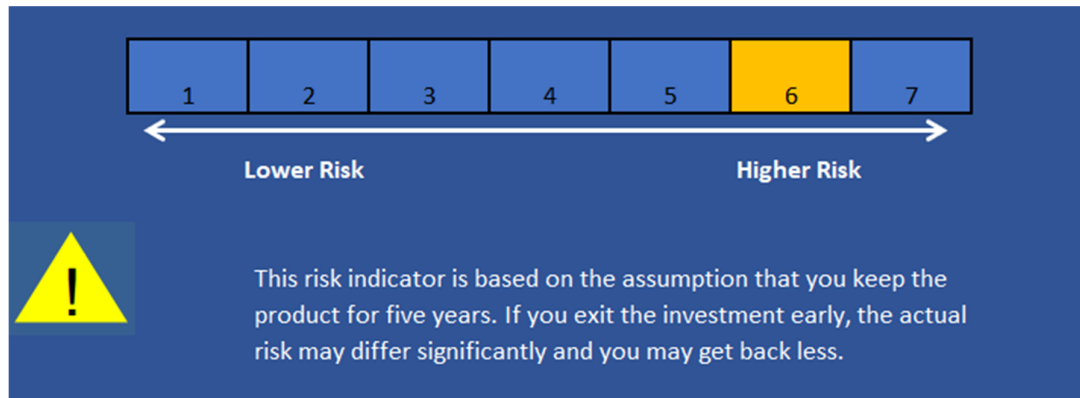 1 2 3 4 5 6 7
Lower Risk Higher Risk
!
This risk indicator is based on the assumption that you keep the
product for five years. If you exit the investment early, the actual
risk may differ significantly and you may get back less.